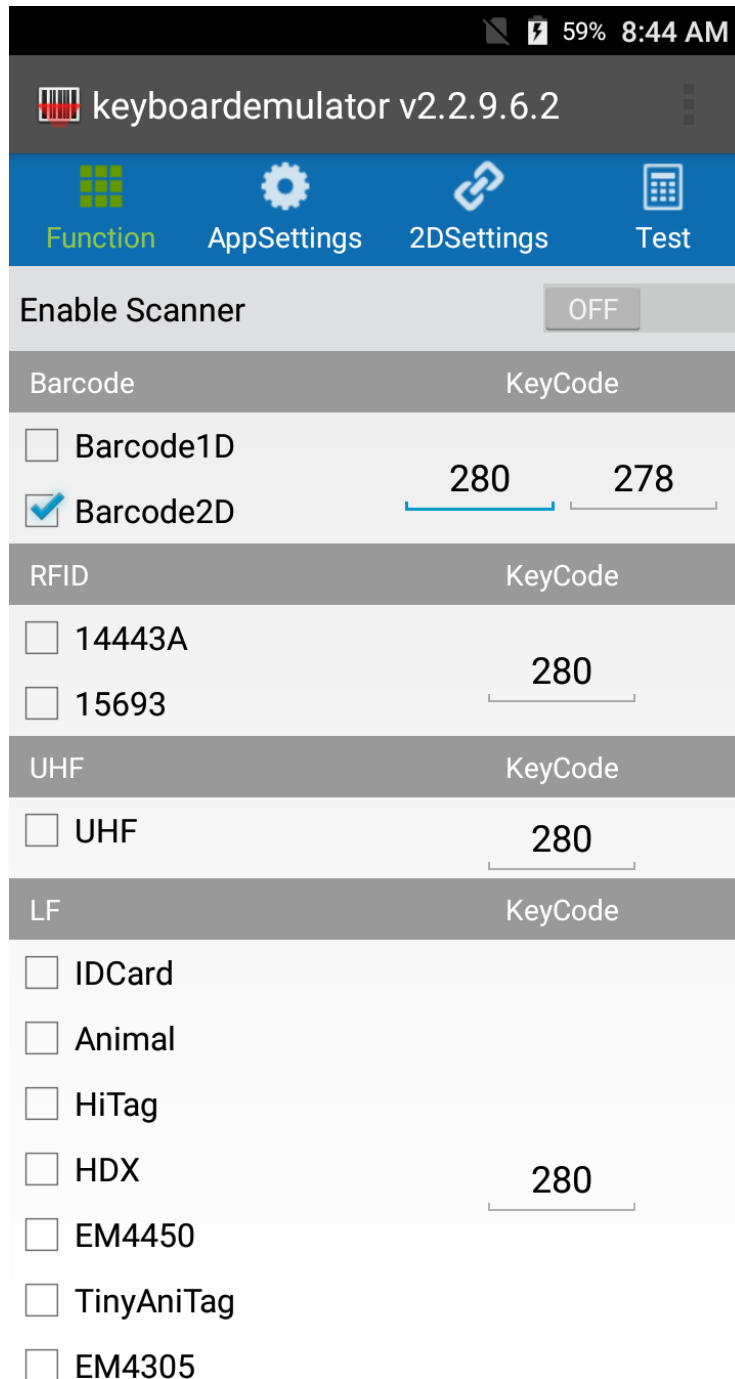 59% 8:44 AM
keyboardemulator v2.2.9.6.2
Function AppSettings 2DSettings Test
Enable Scanner OFF
Barcode KeyCode
Barcode1D
280 278
Barcode2D
RFID KeyCode
14443A
280
15693
UHF KeyCode
UHF 280
LF KeyCode
IDCard
Animal
HiTag
HDX 280
EM4450
TinyAniTag
EM4305